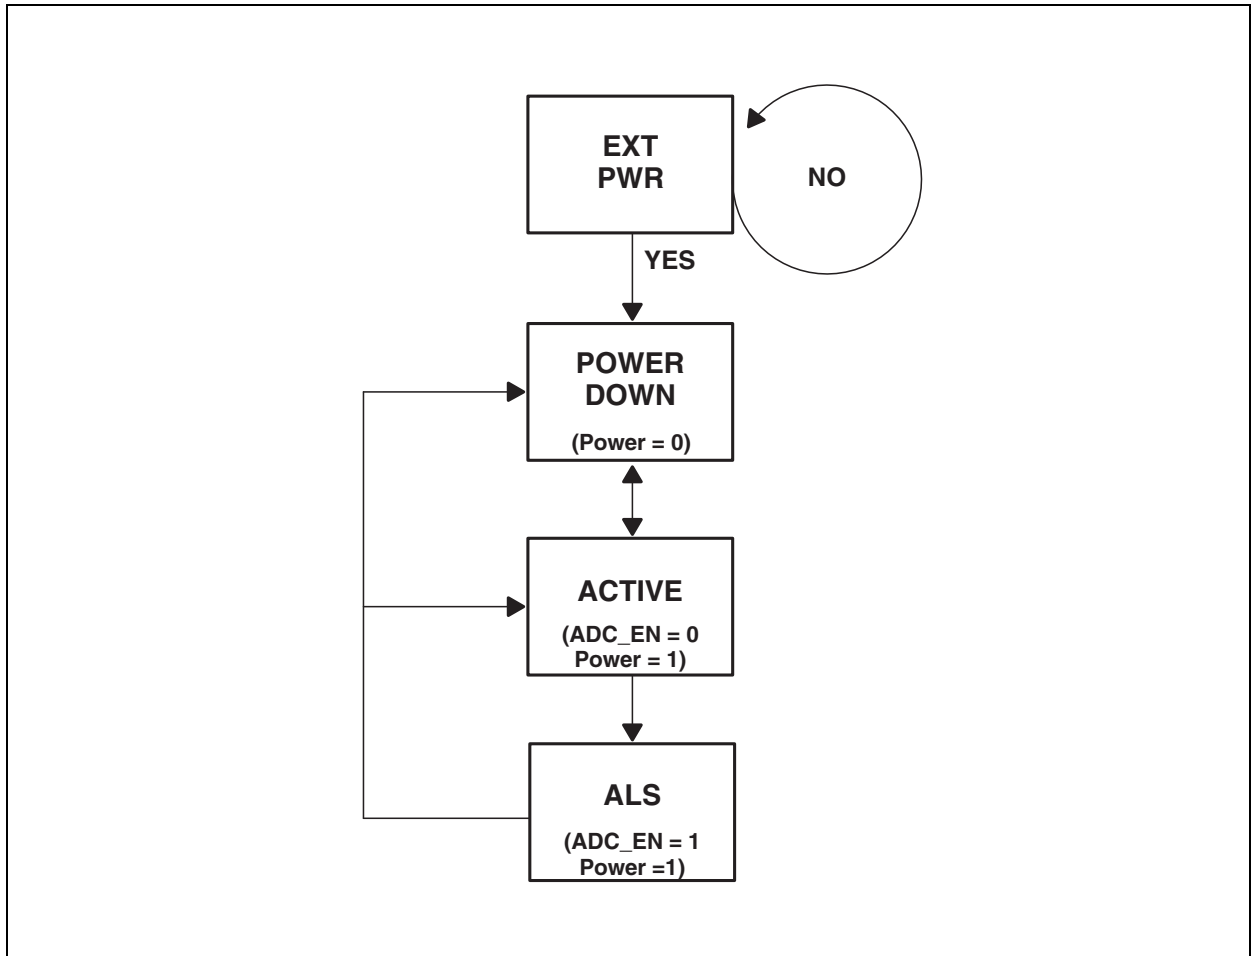 EXT
PWR
NO
YES
POWER
DOWN
(Power = 0)
ACTIVE
(ADC_EN = 0
Power = 1)
ALS
(ADC_EN = 1
Power =1)